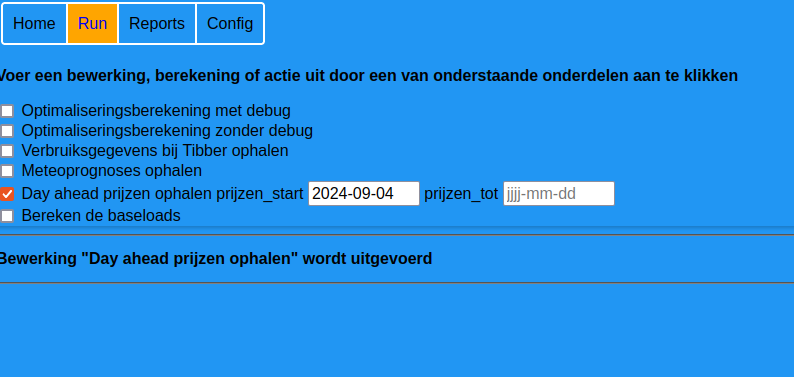 Home Run Reports Config
Voer een bewerking, berekening of actie uit door een van onderstaande onderdelen aan te klikken
Optimaliseringsberekening met debug
Optimaliseringsberekening zonder debug
Verbruiksgegevens bij Tibber ophalen
Meteoprognoses ophalen
Day ahead prijzen ophalen prijzen_start 2024-09-04 prijzen_tot jjjj-mm-dd
Bereken de baseloads
Bewerking "Day ahead prijzen ophalen" wordt uitgevoerd